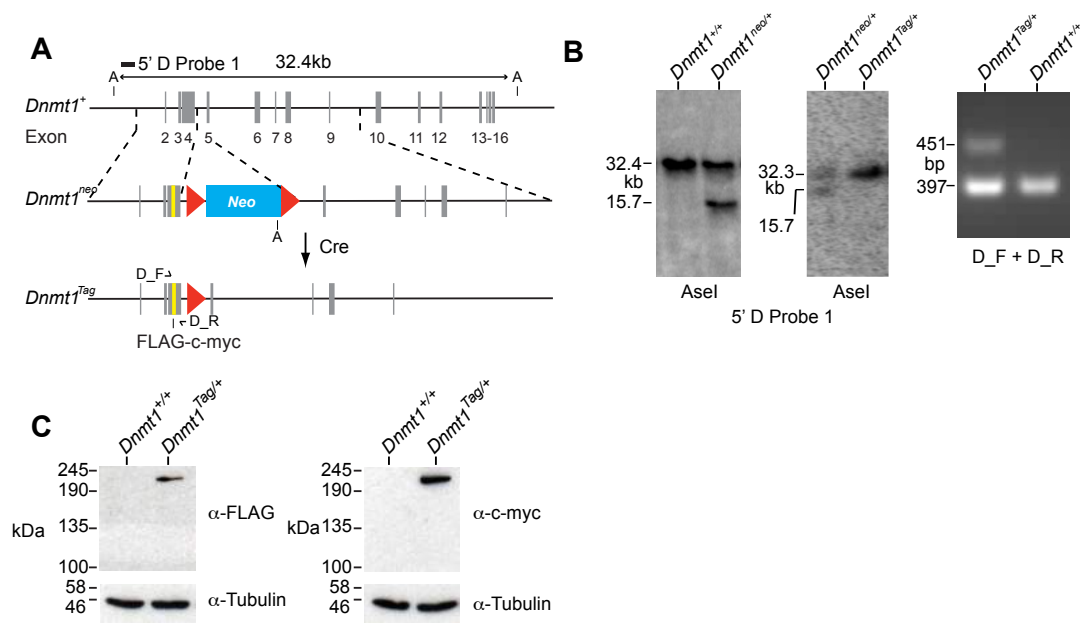 A
5' D Probe 1
32.4kb
A
A
Dnmt1+
Exon
2
3
4
5
6
7
8
9
10
11
12
13-16
Dnmt1neo
Neo
A
Cre
D_F
Dnmt1Tag
D_R
FLAG-c-myc
B
Dnmt1+/+
Dnmt1neo/+
32.4
kb
15.7
AseI
Dnmt1neo/+
Dnmt1Tag/+
32.3
kb
15.7
AseI
5' D Probe 1
Dnmt1Tag/+
Dnmt1+/+
451
bp
397
D_F + D_R
C
Dnmt1+/+
Dnmt1Tag/+
245
190
135
kDa
100
58
46
α-FLAG
α-Tubulin
Dnmt1+/+
Dnmt1Tag/+
245
190
135
kDa
100
58
46
α-c-myc
α-Tubulin